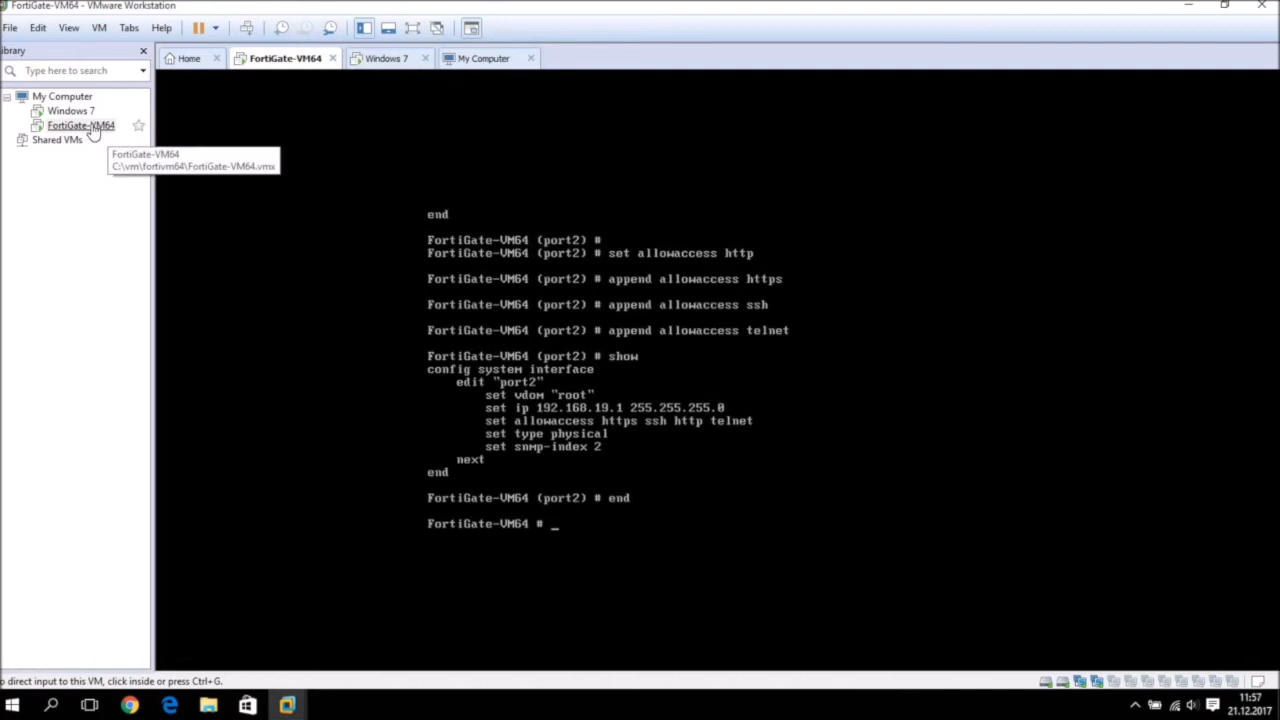 FortiGate-VM64 - VMware Workstation
File Edit View VM Tabs Help
ibrary
Type here to search
My Computer
Windows 7
FortiGate-VM64
Shared VMs
FortiGate-VM64
C:\vm\fortivm64\FortiGate-VM64.vmx
Home
FortiGate-VM64
Windows 7
My Computer
end
FortiGate-VM64 (port2) #
FortiGate-VM64 (port2) # set allowaccess http
FortiGate-VM64 (port2) # append allowaccess https
FortiGate-VM64 (port2) # append allowaccess ssh
FortiGate-VM64 (port2) # append allowaccess telnet
FortiGate-VM64 (port2) # show
config system interface
edit "port2"
set vdom "root"
set ip 192.168.19.1 255.255.255.0
set allowaccess https ssh http telnet
set type physical
set snmp-index 2
next
end
FortiGate-VM64 (port2) # end
FortiGate-VM64 # _
o direct input to this VM, click inside or press Ctrl+G.
11:57
21.12.2017